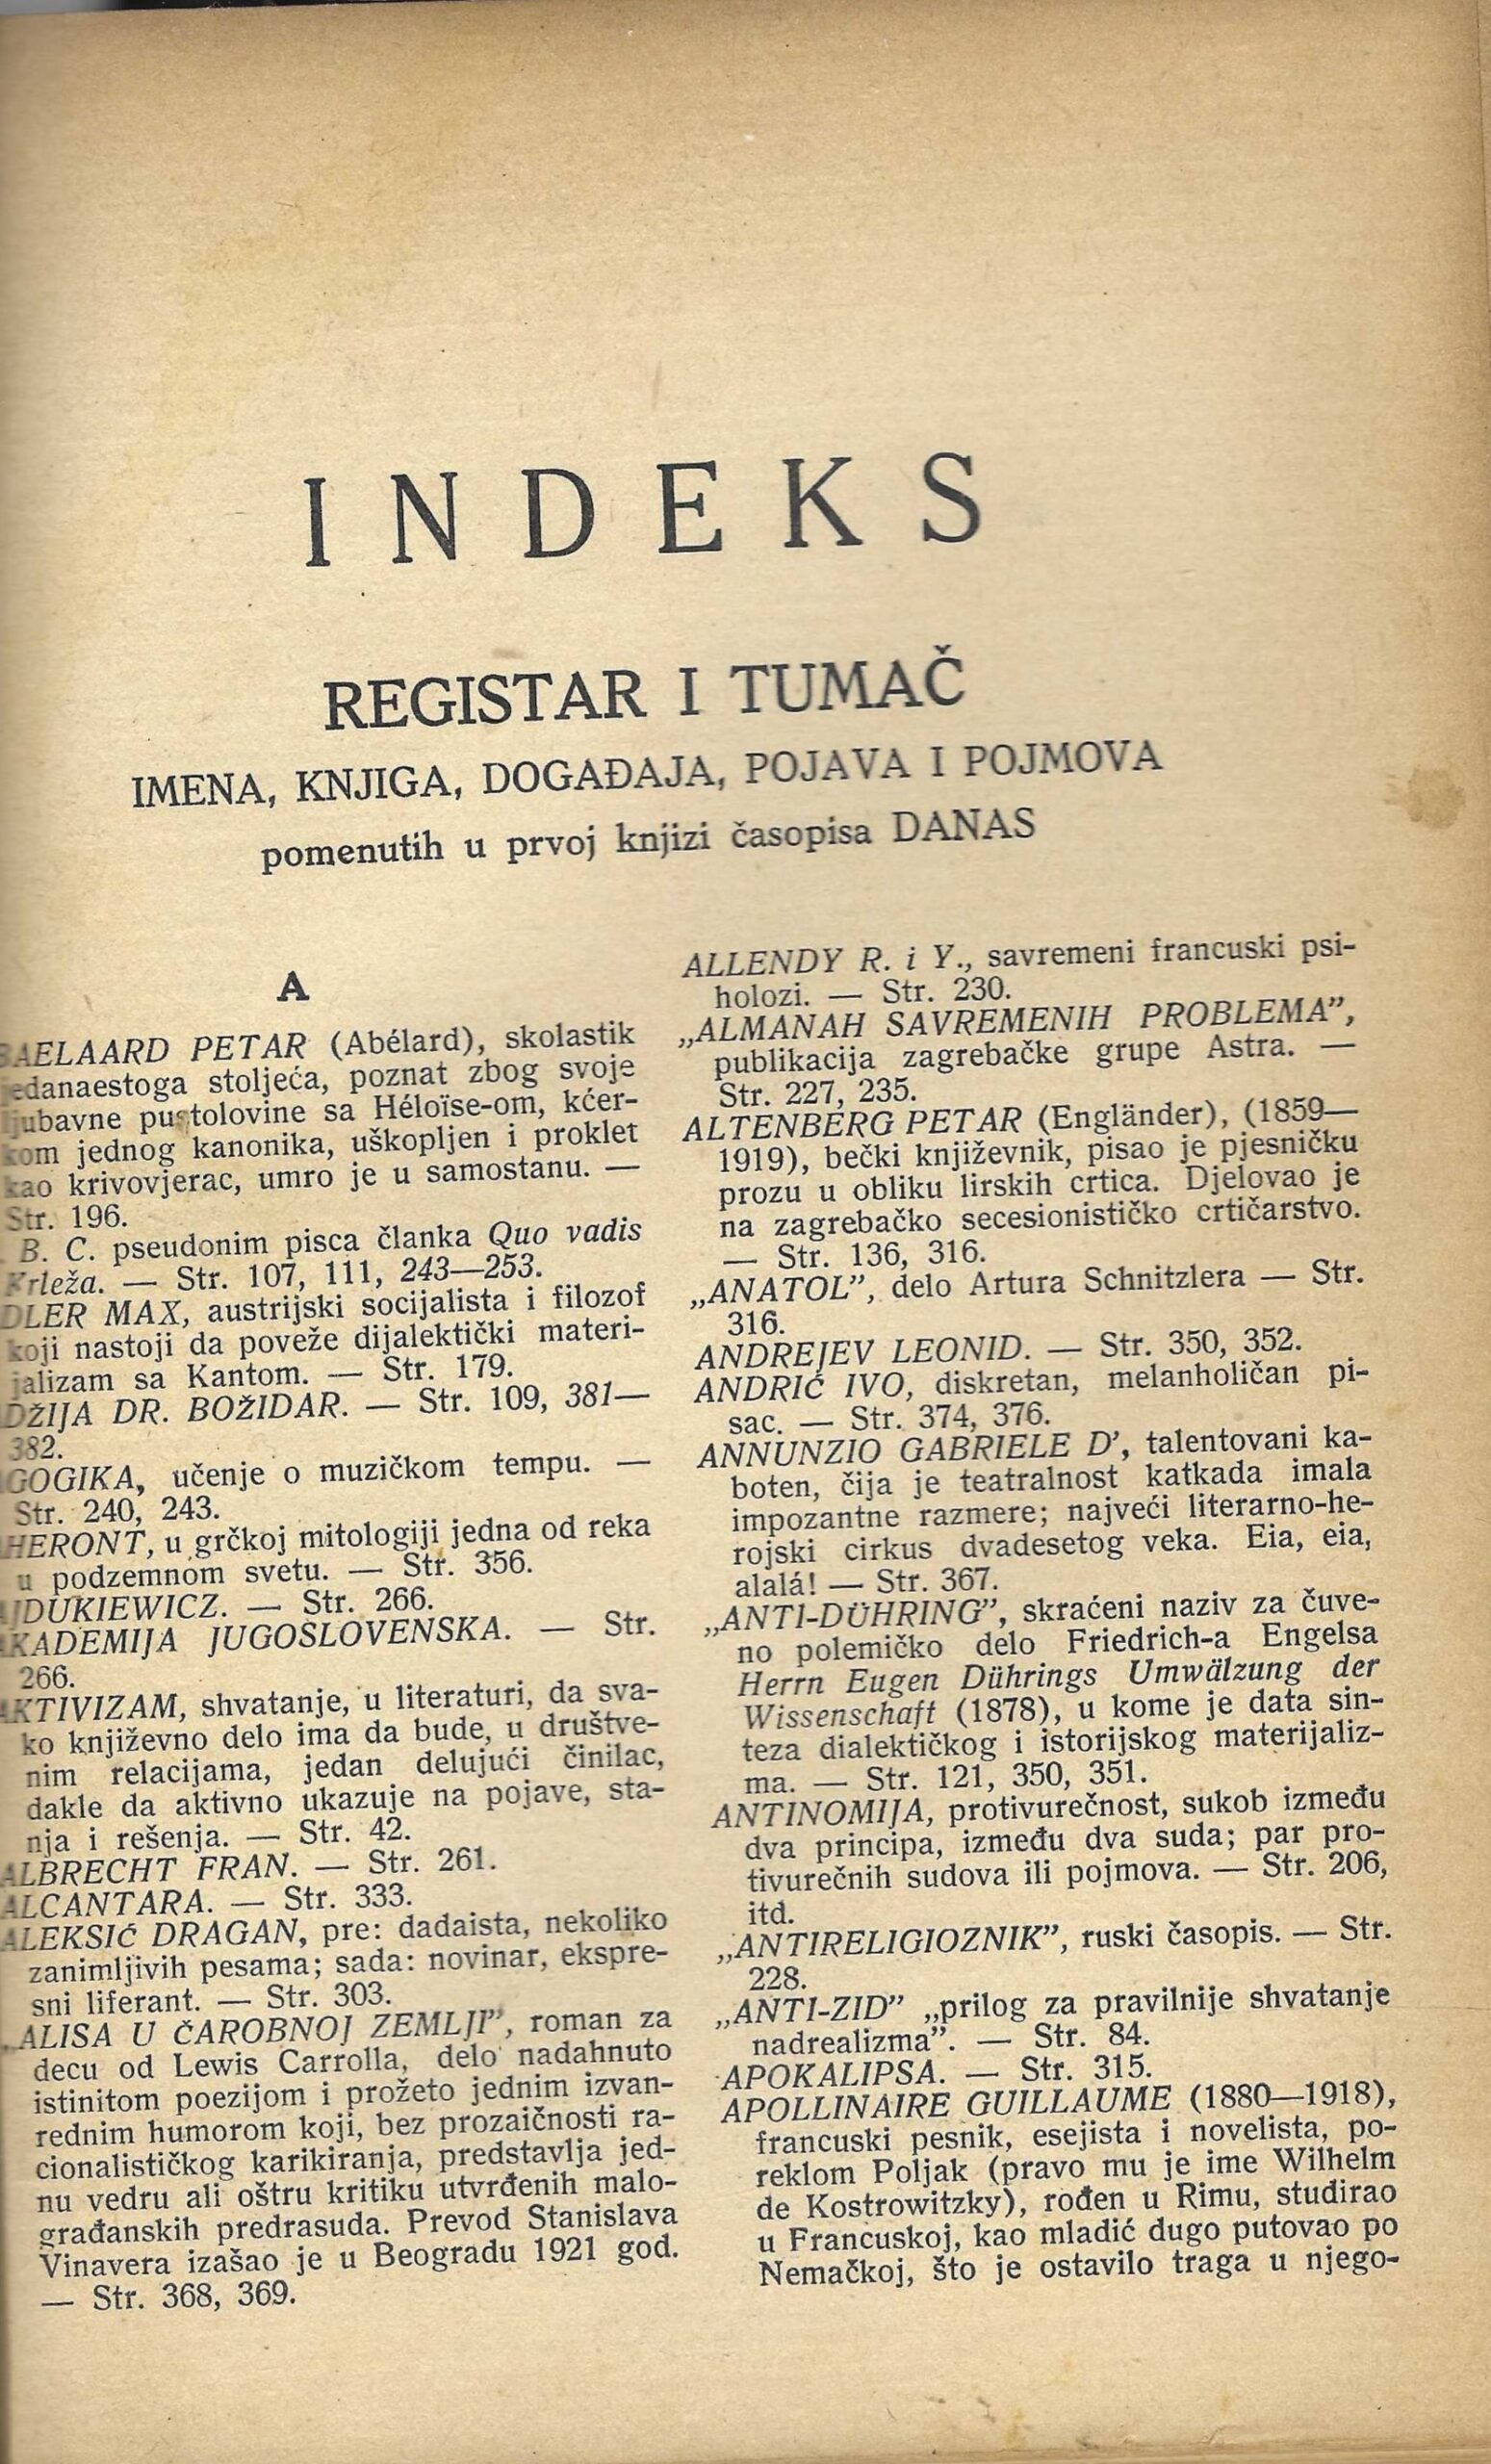 INDEKS
REGISTAR I TUMAČ
IMENA, KNJIGA, DOGAĐAJA, POJAVA I POJMOVA
pomenutih u prvoj knjizi časopisa DANAS
A
BAELAARD PETAR (Abélard), skolastik
jedanaestoga stoljeća, poznat zbog svoje
ljubavne pustolovine sa Héloïse-om, kćer-
kom jednog kanonika, uškopljen i proklet
kao krivovjerac, umro je u samostanu. —
Str. 196.
B. C. pseudonim pisca članka Quo vadis
Krleža. — Str. 107, 111, 243—253.
DLER MAX, austrijski socijalista i filozof
koji nastoji da poveže dijalektički materi-
jalizam sa Kantom. — Str. 179.
DŽIJA DR. BOŽIDAR. — Str. 109, 381—
382.
GOGIKA, učenje o muzičkom tempu. —
Str. 240, 243.
HERONT, u grčkoj mitologiji jedna od reka
u podzemnom svetu. — Str. 356.
JDUKIEWICZ. — Str. 266.
KADEMIJA JUGOSLOVENSKA. — Str.
266.
AKTIVIZAM, shvatanje, u literaturi, da sva-
ko književno delo ima da bude, u društve-
nim relacijama, jedan delujući činilac,
dakle da aktivno ukazuje na pojave, sta-
nja i rešenja. — Str. 42.
ALBRECHT FRAN. — Str. 261.
ALCANTARA. — Str. 333.
ALEKSIĆ DRAGAN, pre: dadaista, nekoliko
zanimljivih pesama; sada: novinar, ekspre-
sni liferant. — Str. 303.
„ALISA U ČAROBNOJ ZEMLJI”, roman za
decu od Lewis Carrolla, delo nadahnuto
istinitom poezijom i prožeto jednim izvan-
rednim humorom koji, bez prozaičnosti ra-
cionalističkog karikiranja, predstavlja jed-
nu vedru ali oštru kritiku utvrđenih malo-
građanskih predrasuda. Prevod Stanislava
Vinavera izašao je u Beogradu 1921 god.
— Str. 368, 369.
ALLENDY R. i Y., savremeni francuski psi-
holozi. — Str. 230.
„ALMANAH SAVREMENIH PROBLEMA”,
publikacija zagrebačke grupe Astra. —
Str. 227, 235.
ALTENBERG PETAR (Engländer), (1859—
1919), bečki književnik, pisao je pjesničku
prozu u obliku lirskih crtica. Djelovao je
na zagrebačko secesionističko crtičarstvo.
— Str. 136, 316.
„ANATOL”, delo Artura Schnitzlera — Str.
316.
ANDREJEV LEONID. — Str. 350, 352.
ANDRIĆ IVO, diskretan, melanholičan pi-
sac. — Str. 374, 376.
ANNUNZIO GABRIELE D’, talentovani ka-
boten, čija je teatralnost katkada imala
impozantne razmere; najveći literarno-he-
rojski cirkus dvadesetog veka. Eia, eia,
alalá! — Str. 367.
„ANTI-DÜHRING”, skraćeni naziv za čuve-
no polemičko delo Friedrich-a Engelsa
Herrn Eugen Dührings Umwälzung der
Wissenschaft (1878), u kome je data sin-
teza dialektičkog i istorijskog materijaliz-
ma. — Str. 121, 350, 351.
ANTINOMIJA, protivurečnost, sukob između
dva principa, između dva suda; par pro-
tivurečnih sudova ili pojmova. — Str. 206,
itd.
„ANTIRELIGIOZNIK”, ruski časopis. — Str.
228.
„ANTI-ZID” „prilog za pravilnije shvatanje
nadrealizma”. — Str. 84.
APOKALIPSA. — Str. 315.
APOLLINAIRE GUILLAUME (1880—1918),
francuski pesnik, esejista i novelista, po-
reklom Poljak (pravo mu je ime Wilhelm
de Kostrowitzky), rođen u Rimu, studirao
u Francuskoj, kao mladić dugo putovao po
Nemačkoj, što je ostavilo traga u njego-